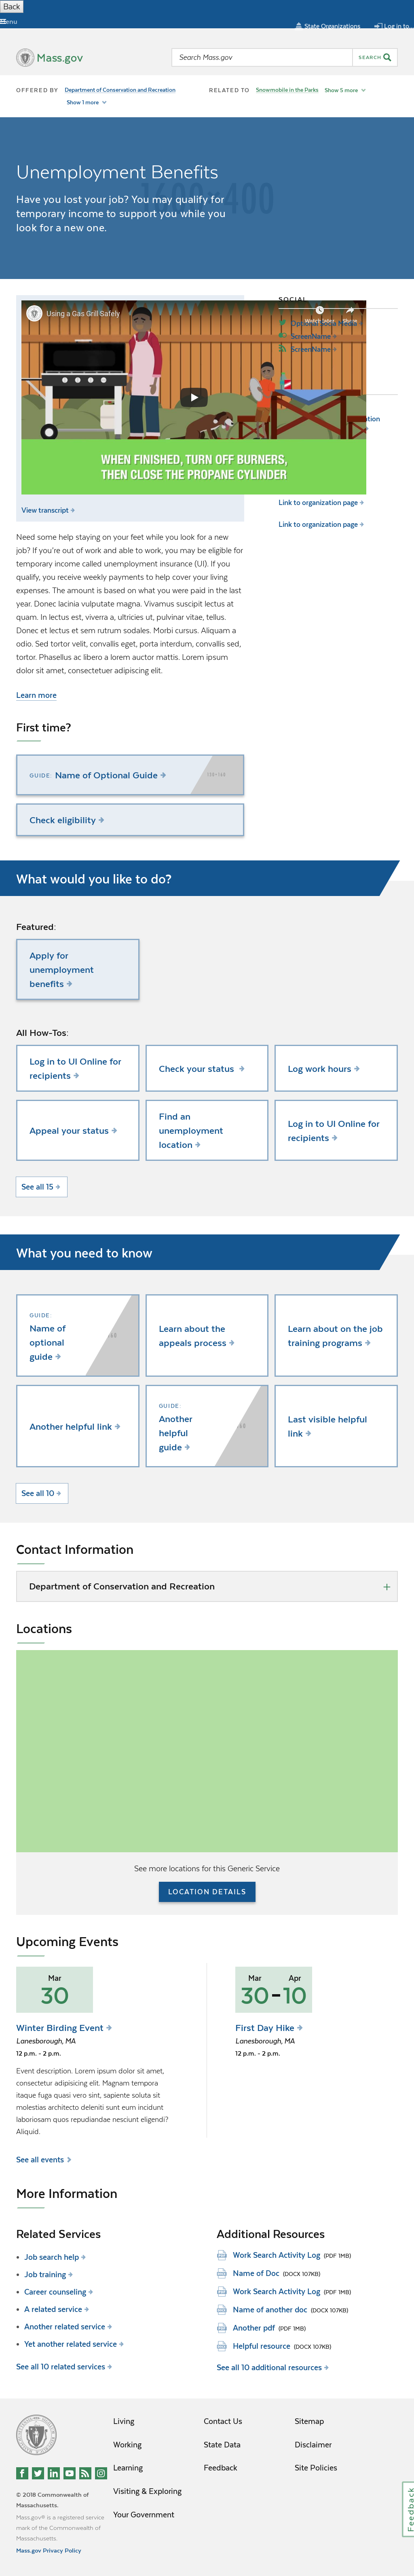 Back
Menu
State Organizations
Log in to
Mass.gov
Search Mass.gov
SEARCH
OFFERED BY
Department of Conservation and Recreation
Show 1 more
RELATED TO
Snowmobile in the Parks
Show 5 more
Unemployment Benefits
Have you lost your job? You may qualify for
temporary income to support you while you
look for a new one.
1600x400
SOCIAL
Using a Gas Grill Safely
ScreenName
ScreenName
WHEN FINISHED, TURN OFF BURNERS,
THEN CLOSE THE PROPANE CYLINDER
View transcript
Link to organization page
Link to organization page
Need some help staying on your feet while you look for a new
job? If you're out of work and able to work, you may be eligible for
temporary income called unemployment insurance (UI). If you
qualify, you receive weekly payments to help cover your living
expenses. The amount is based on what you were paid in the last
year. Donec lacinia vulputate magna. Vivamus suscipit lectus at
quam. In lectus est, viverra a, ultricies ut, pulvinar vitae, tellus.
Donec et lectus et sem rutrum sodales. Morbi cursus. Aliquam a
odio. Sed tortor velit, convallis eget, porta interdum, convallis sed,
tortor. Phasellus ac libero a lorem auctor mattis. Lorem ipsum
dolor sit amet, consectetuer adipiscing elit.
Learn more
First time?
GUIDE: Name of Optional Guide
Check eligibility
What would you like to do?
Featured:
Apply for
unemployment
benefits
All How-Tos:
Log in to UI Online for
recipients
Check your status
Log work hours
Appeal your status
Find an
unemployment
location
Log in to UI Online for
recipients
See all 15
What you need to know
GUIDE:
Name of
optional
guide
Learn about the
appeals process
Learn about on the job
training programs
Another helpful link
GUIDE:
Another
helpful
guide
Last visible helpful
link
See all 10
Contact Information
Department of Conservation and Recreation
Locations
See more locations for this Generic Service
LOCATION DETAILS
Upcoming Events
Mar
30
Winter Birding Event
Lanesborough, MA
12 p.m. - 2 p.m.
Event description. Lorem ipsum dolor sit amet,
consectetur adipisicing elit. Magnam tempora
itaque fuga quasi vero sint, sapiente soluta sit
molestias architecto deleniti sunt eum incidunt
laboriosam quos repudiandae nesciunt eligendi?
Aliquid.
Mar Apr
30-10
First Day Hike
Lanesborough, MA
12 p.m. - 2 p.m.
See all events
More Information
Related Services
Job search help
Job training
Career counseling
A related service
Another related service
Yet another related service
See all 10 related services
Additional Resources
Work Search Activity Log (PDF 1MB)
Name of Doc (DOCX 107KB)
Work Search Activity Log (PDF 1MB)
Name of another doc (DOCX 107KB)
Another pdf (PDF 1MB)
Helpful resource (DOCX 107KB)
See all 10 additional resources
Living
Working
Learning
Visiting & Exploring
Your Government
Contact Us
State Data
Feedback
Sitemap
Disclaimer
Site Policies
© 2018 Commonwealth of
Massachusetts.
Mass.gov® is a registered service
mark of the Commonwealth of
Massachusetts.
Mass.gov Privacy Policy
Feedback